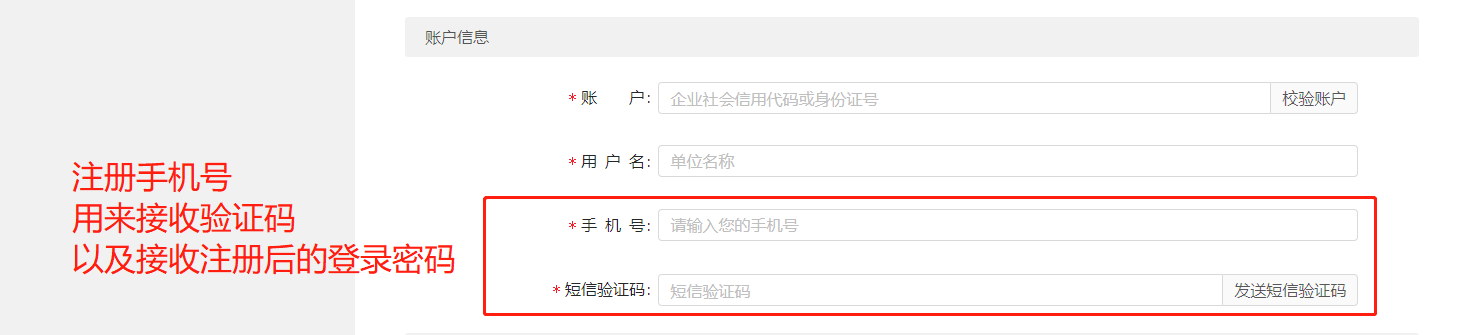 账户信息
*账 户: 企业社会信用代码或身份证号 校验账户
*用 户 名: 单位名称
注册手机号
用来接收验证码
以及接收注册后的登录密码
*手 机 号: 请输入您的手机号
*短信验证码: 短信验证码 发送短信验证码